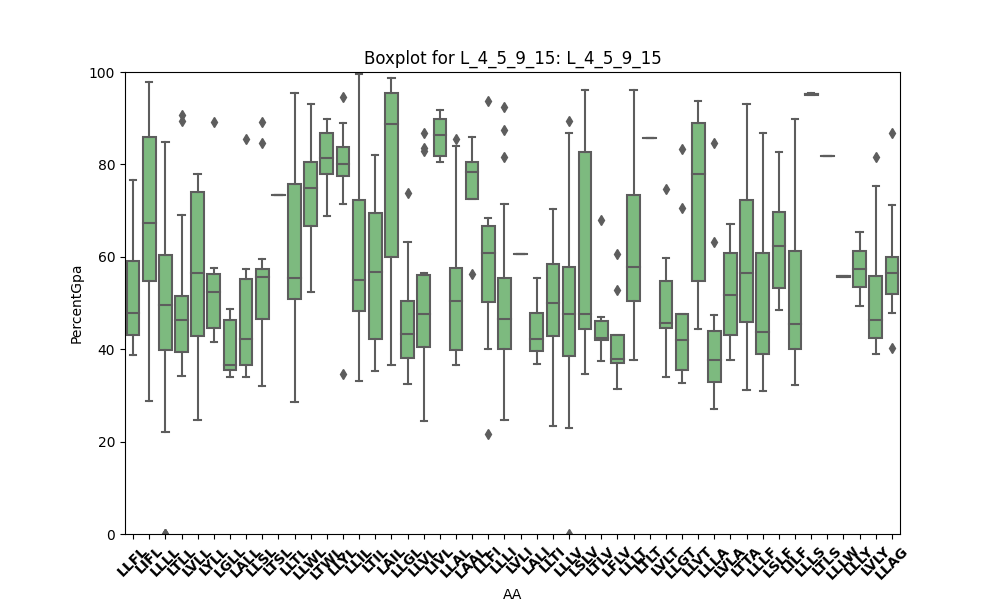 Boxplot for L_4_5_9_15: L_4_5_9_15
PercentGpa
100
80
60
40
20
0
LLFL LIFL LLLL LTLL LVLL LYLL LGLL LALL LLSL LTSL LLTL LLWL LTWL LLYL LLIL LTIL LAIL LLGL LLVL LIVL LLAL LAAL LLFI LLLI LVLI LALI LLTI LLLV LSLV LTLV LFLV LLLT LTLT LVLT LLGT LLVT LLLA LVLA LTTA LLLF LSLF LILF LLLS LTLS LLLW LLLY LVLY LLAG
AA